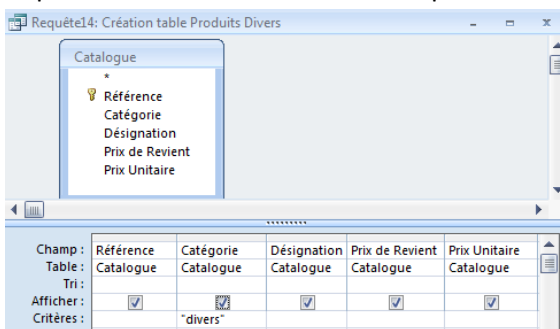 Requête14: Création table Produits Divers
Catalogue
*
Référence
Catégorie
Désignation
Prix de Revient
Prix Unitaire
Champ : Référence Catégorie Désignation Prix de Revient Prix Unitaire
Table : Catalogue Catalogue Catalogue Catalogue Catalogue
Tri :
Afficher :
Critères : "divers"